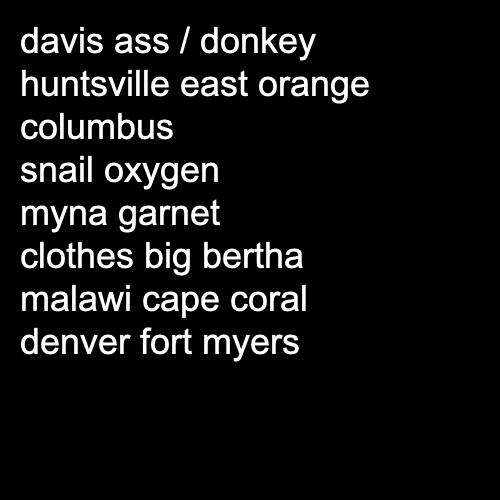 davis ass / donkey
huntsville east orange
columbus
snail oxygen
myna garnet
clothes big bertha
malawi cape coral
denver fort myers